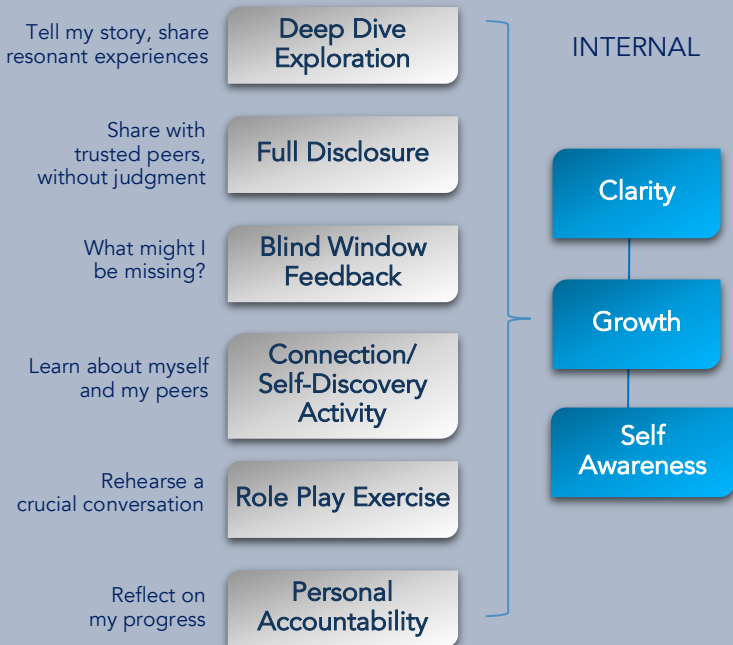 Tell my story, share
resonant experiences
Deep Dive
Exploration
Share with
trusted peers,
without judgment
Full Disclosure
What might I
be missing?
Blind Window
Feedback
Learn about myself
and my peers
Connection/
Self-Discovery
Activity
Rehearse a
crucial conversation
Role Play Exercise
Reflect on
my progress
Personal
Accountability
INTERNAL
Clarity
Growth
Self
Awareness